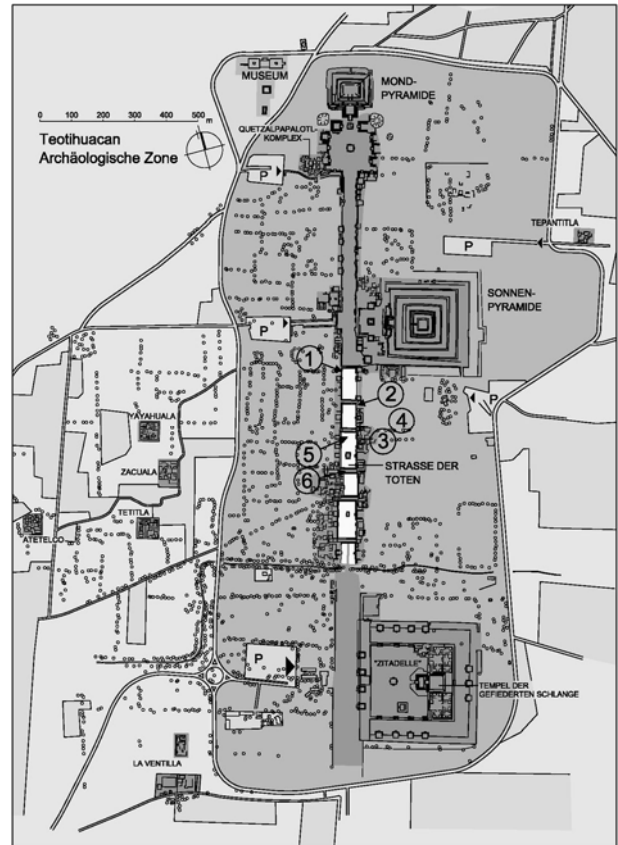 MUSEUM
MOND-
PYRAMIDE
0 100 200 300 400 500 m
Teotihuacan
Archäologische Zone
QUETZALPAPALOTL-
KOMPLEX
P
TEPANTITLA
P
SONNEN-
PYRAMIDE
P
1
P
2
YAYAHUALA
4
3
5
ZACUALA
STRASSE DER
TOTEN
6
TETITLA
ATETELCO
P
"ZITADELLE"
TEMPEL DER
GEFIEDERTEN SCHLANGE
LA VENTILLA